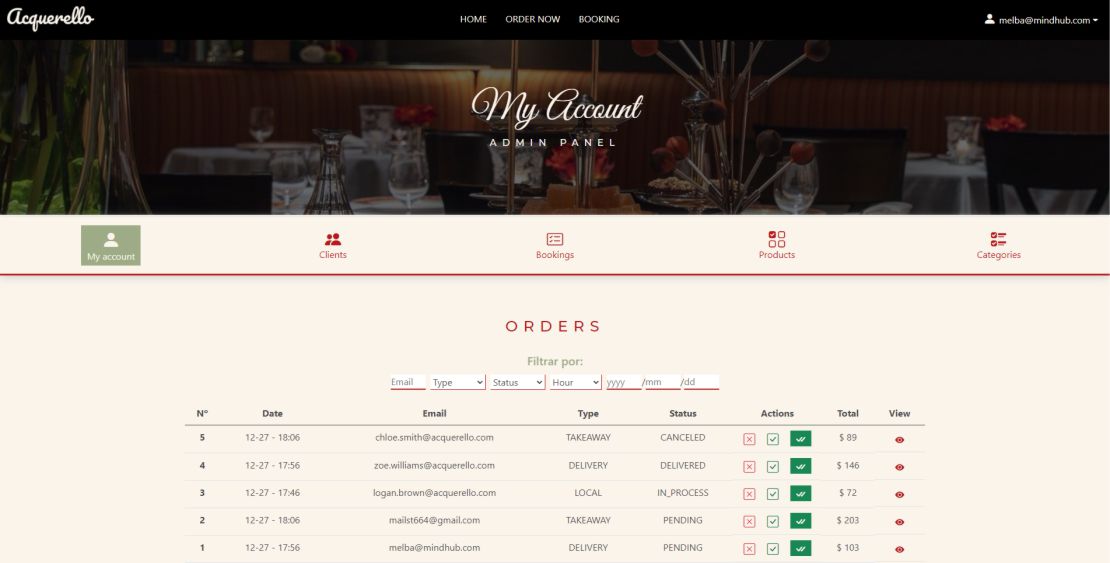 Acquerello
HOME ORDER NOW BOOKING
melba@mindhub.com
My Account
ADMIN PANEL
My account Clients Bookings Products Categories
ORDERS
Filtrar por:
Email Type Status Hour yyyy /mm /dd
N° Date Email Type Status Actions Total View
5 12-27 - 18:06 chloe.smith@acquerello.com TAKEAWAY CANCELED $ 89
4 12-27 - 17:56 zoe.williams@acquerello.com DELIVERY DELIVERED $ 146
3 12-27 - 17:46 logan.brown@acquerello.com LOCAL IN_PROCESS $ 72
2 12-27 - 18:06 mailst664@gmail.com TAKEAWAY PENDING $ 203
1 12-27 - 17:56 melba@mindhub.com DELIVERY PENDING $ 103